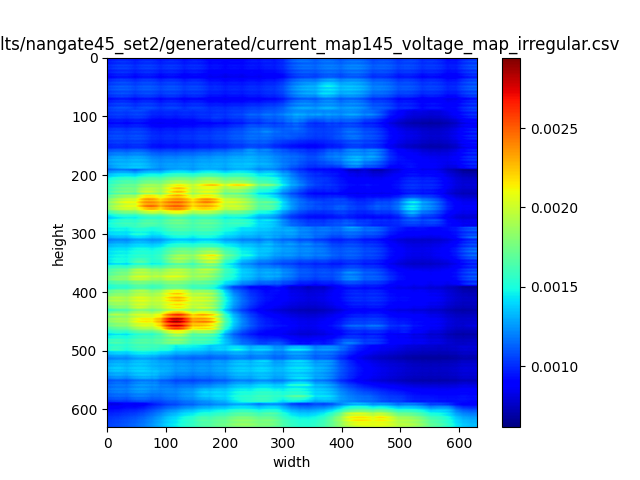 lts/nangate45_set2/generated/current_map145_voltage_map_irregular.csv
0
100
200
300
400
500
600
height
0 100 200 300 400 500 600
width
0.0025
0.0020
0.0015
0.0010